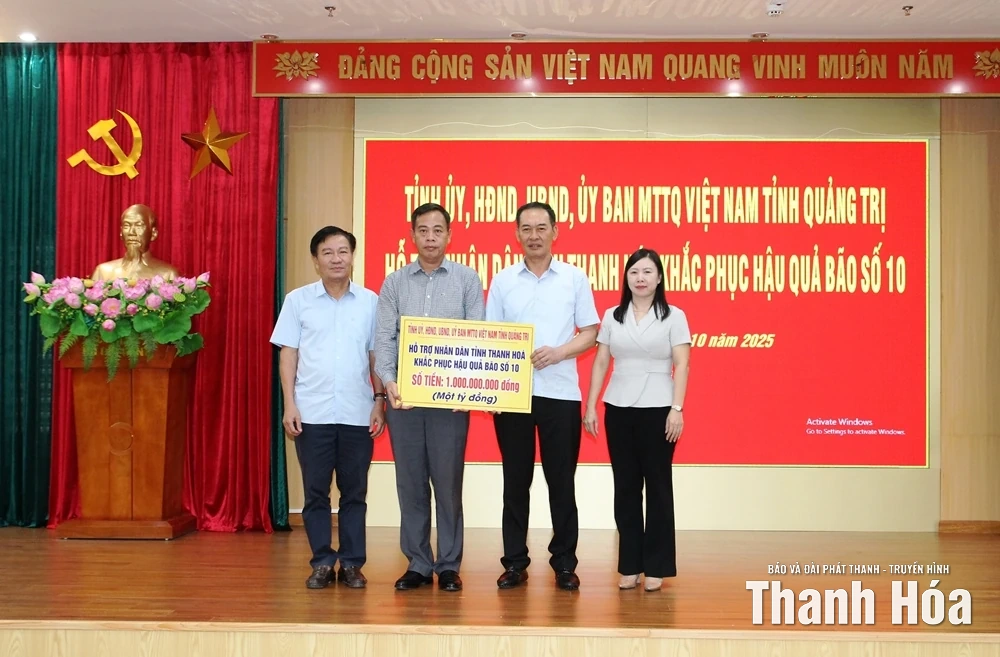 ĐẢNG CỘNG SẢN VIỆT NAM QUANG VINH MUÔN NĂM
TỈNH ỦY, HĐND, UBND, ỦY BAN MTTQ VIỆT NAM TỈNH QUẢNG TRỊ
HỖ NHÂN DÂN THANH KHẮC PHỤC HẬU QUẢ BÃO SỐ 10
10 năm 2025
TỈNH ỦY, HĐND, UBND, ỦY BAN MTTQ VIỆT NAM TỈNH QUẢNG TRỊ
HỖ TRỢ NHÂN DÂN TỈNH THANH HOÁ
KHẮC PHỤC HẬU QUẢ BÃO SỐ 10
SỐ TIỀN: 1.000.000.000 đồng
(Một tỷ đồng)
Activate Windows
Go to Settings to activate Windows.
BÁO VÀ ĐÀI PHÁT THANH - TRUYỀN HÌNH
Thanh Hóa